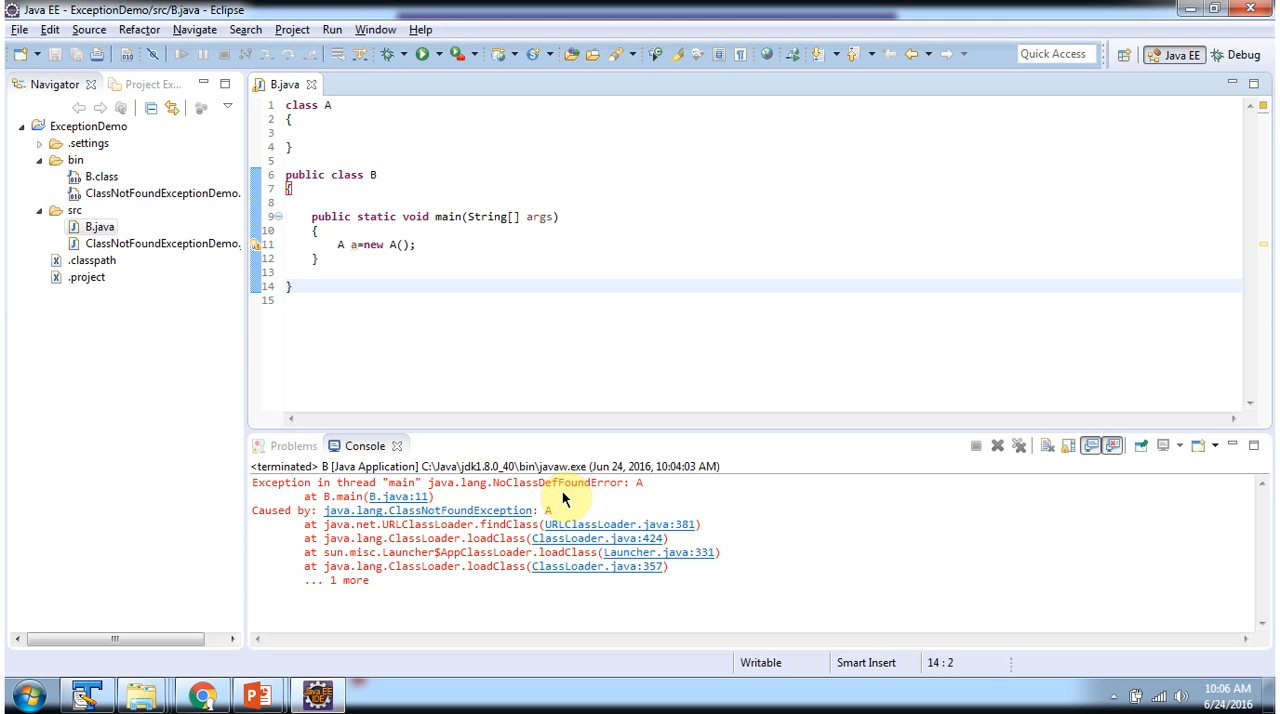 Java EE - ExceptionDemo/src/B.java - Eclipse
File Edit Source Refactor Navigate Search Project Run Window Help
Quick Access Java EE Debug
Navigator Project Ex...
B.java
ExceptionDemo
.settings
bin
B.class
ClassNotFoundExceptionDemo.
src
B.java
ClassNotFoundExceptionDemo.
.classpath
.project
1 class A
2 {
3
4 }
5
6 public class B
7 {
8
9 public static void main(String[] args)
10 {
11 A a=new A();
12 }
13
14 }
15
Problems Console
<terminated> B [Java Application] C:\Java\jdk1.8.0_40\bin\javaw.exe (Jun 24, 2016, 10:04:03 AM)
Exception in thread "main" java.lang.NoClassDefFoundError: A
at B.main(B.java:11)
Caused by: java.lang.ClassNotFoundException: A
at java.net.URLClassLoader.findClass(URLClassLoader.java:381)
at java.lang.ClassLoader.loadClass(ClassLoader.java:424)
at sun.misc.Launcher$AppClassLoader.loadClass(Launcher.java:331)
at java.lang.ClassLoader.loadClass(ClassLoader.java:357)
... 1 more
Writable Smart Insert 14 : 2
Java EE
IDE
10:06 AM
6/24/2016